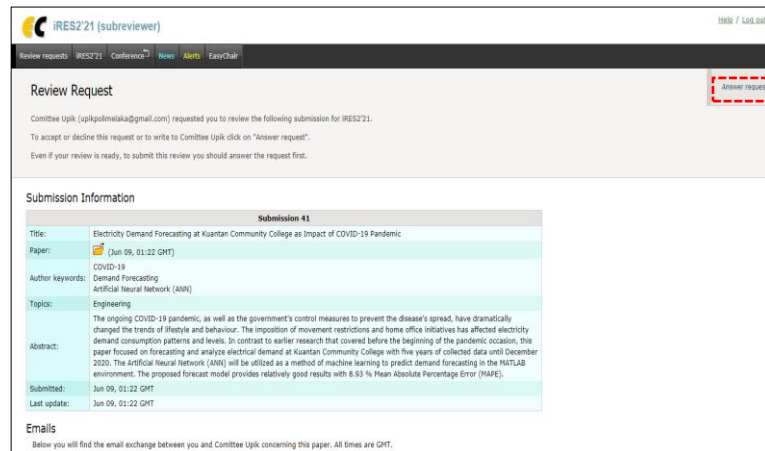 iRES2'21 (subreviewer)
Help / Log out
Review requests iRES2'21 Conference News Alerts EasyChair
Review Request
Answer request
Comittee Upik (upikpolimelaka@gmail.com) requested you to review the following submission for iRES2'21.
To accept or decline this request or to write to Comittee Upik click on "Answer request".
Even if your review is ready, to submit this review you should answer the request first.
Submission Information
Submission 41
Title: Electricity Demand Forecasting at Kuantan Community College as Impact of COVID-19 Pandemic
Paper: (Jun 09, 01:22 GMT)
COVID-19
Author keywords: Demand Forecasting
Artificial Neural Network (ANN)
Topics: Engineering
The ongoing COVID-19 pandemic, as well as the government's control measures to prevent the disease's spread, have dramatically
changed the trends of lifestyle and behaviour. The imposition of movement restrictions and home office initiatives has affected electricity
demand consumption patterns and levels. In contrast to earlier research that covered before the beginning of the pandemic occasion, this
Abstract: paper focused on forecasting and analyze electrical demand at Kuantan Community College with five years of collected data until December
2020. The Artificial Neural Network (ANN) will be utilized as a method of machine learning to predict demand forecasting in the MATLAB
environment. The proposed forecast model provides relatively good results with 8.93 % Mean Absolute Percentage Error (MAPE).
Submitted: Jun 09, 01:22 GMT
Last update: Jun 09, 01:22 GMT
Emails
Below you will find the email exchange between you and Comittee Upik concerning this paper. All times are GMT.